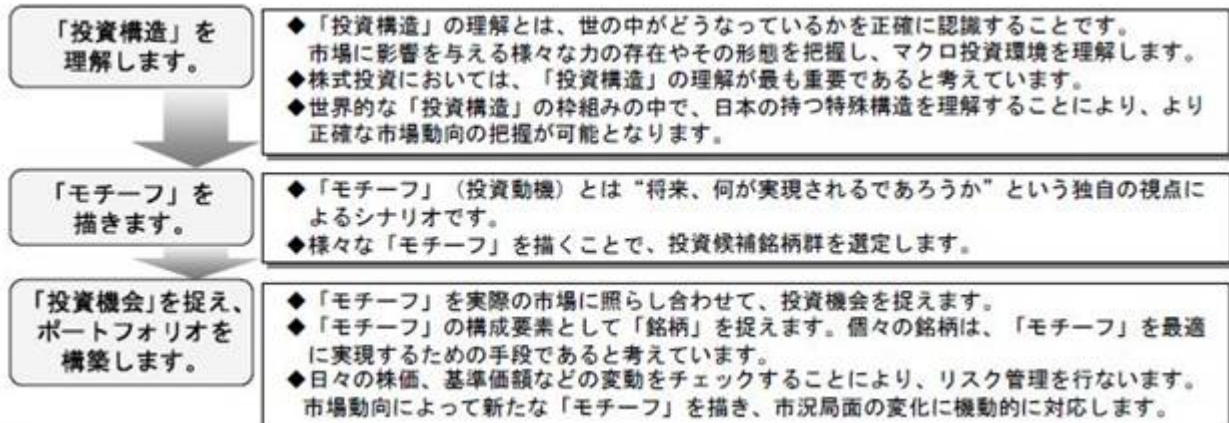 「投資構造」を
理解します。
◆「投資構造」の理解とは、世の中がどうなっているかを正確に認識することです。
市場に影響を与える様々な力の存在やその形態を把握し、マクロ投資環境を理解します。
◆株式投資においては、「投資構造」の理解が最も重要であると考えています。
◆世界的な「投資構造」の枠組みの中で、日本の持つ特殊構造を理解することにより、より
正確な市場動向の把握が可能となります。
「モチーフ」を
描きます。
◆「モチーフ」（投資動機）とは“将来、何が実現されるであろうか”という独自の視点に
よるシナリオです。
◆様々な「モチーフ」を描くことで、投資候補銘柄群を選定します。
「投資機会」を捉え、
ポートフォリオを
構築します。
◆「モチーフ」を実際の市場に照らし合わせて、投資機会を捉えます。
◆「モチーフ」の構成要素として「銘柄」を捉えます。個々の銘柄は、「モチーフ」を最適
に実現するための手段であると考えています。
◆日々の株価、基準価額などの変動をチェックすることにより、リスク管理を行ないます。
市場動向によって新たな「モチーフ」を描き、市況局面の変化に機動的に対応します。